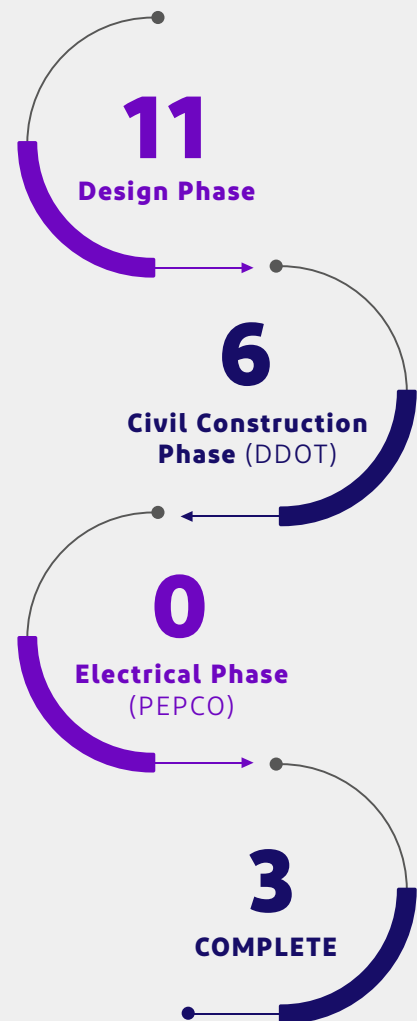 11
Design Phase
6
Civil Construction
Phase (DDOT)
0
Electrical Phase
(PEPCO)
3
COMPLETE